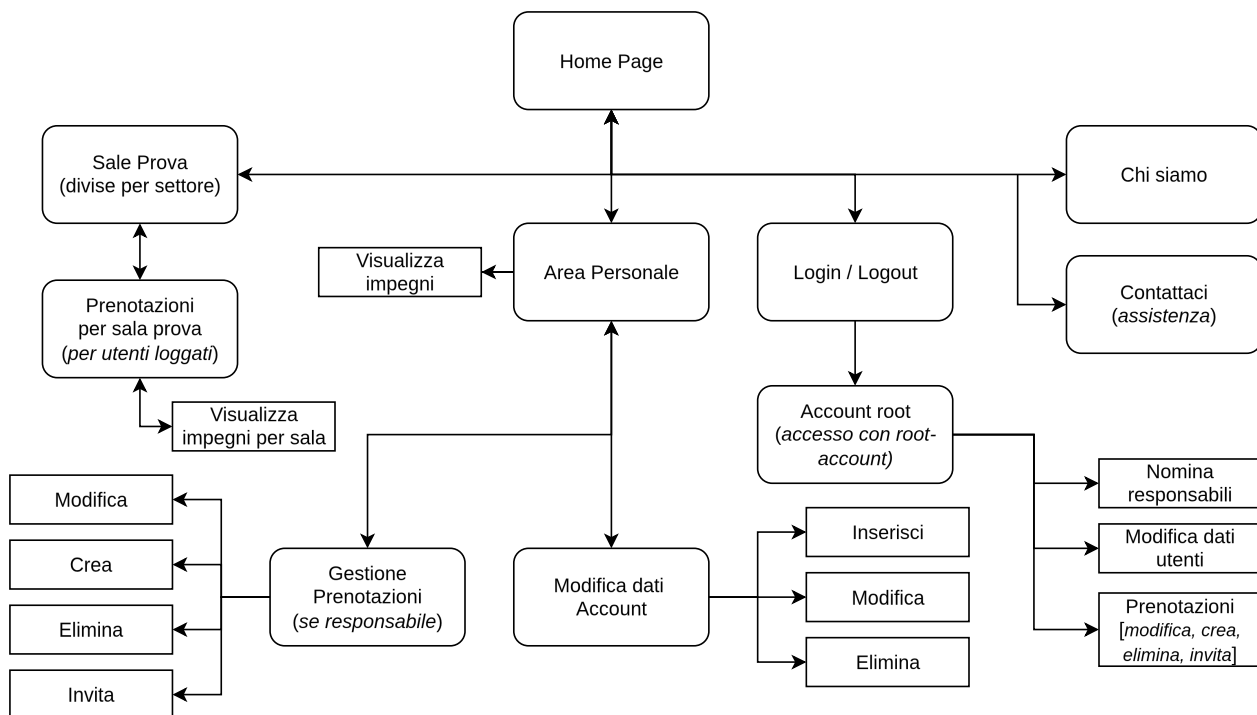 Home Page
Sale Prova
(divise per settore)
Chi siamo
Visualizza
impegni
Area Personale
Login / Logout
Contattaci
(assistenza)
Prenotazioni
per sala prova
(per utenti loggati)
Visualizza
impegni per sala
Account root
(accesso con root-
account)
Nomina
responsabili
Modifica dati
utenti
Prenotazioni
[modifica, crea,
elimina, invita]
Modifica
Crea
Elimina
Invita
Gestione
Prenotazioni
(se responsabile)
Modifica dati
Account
Inserisci
Modifica
Elimina